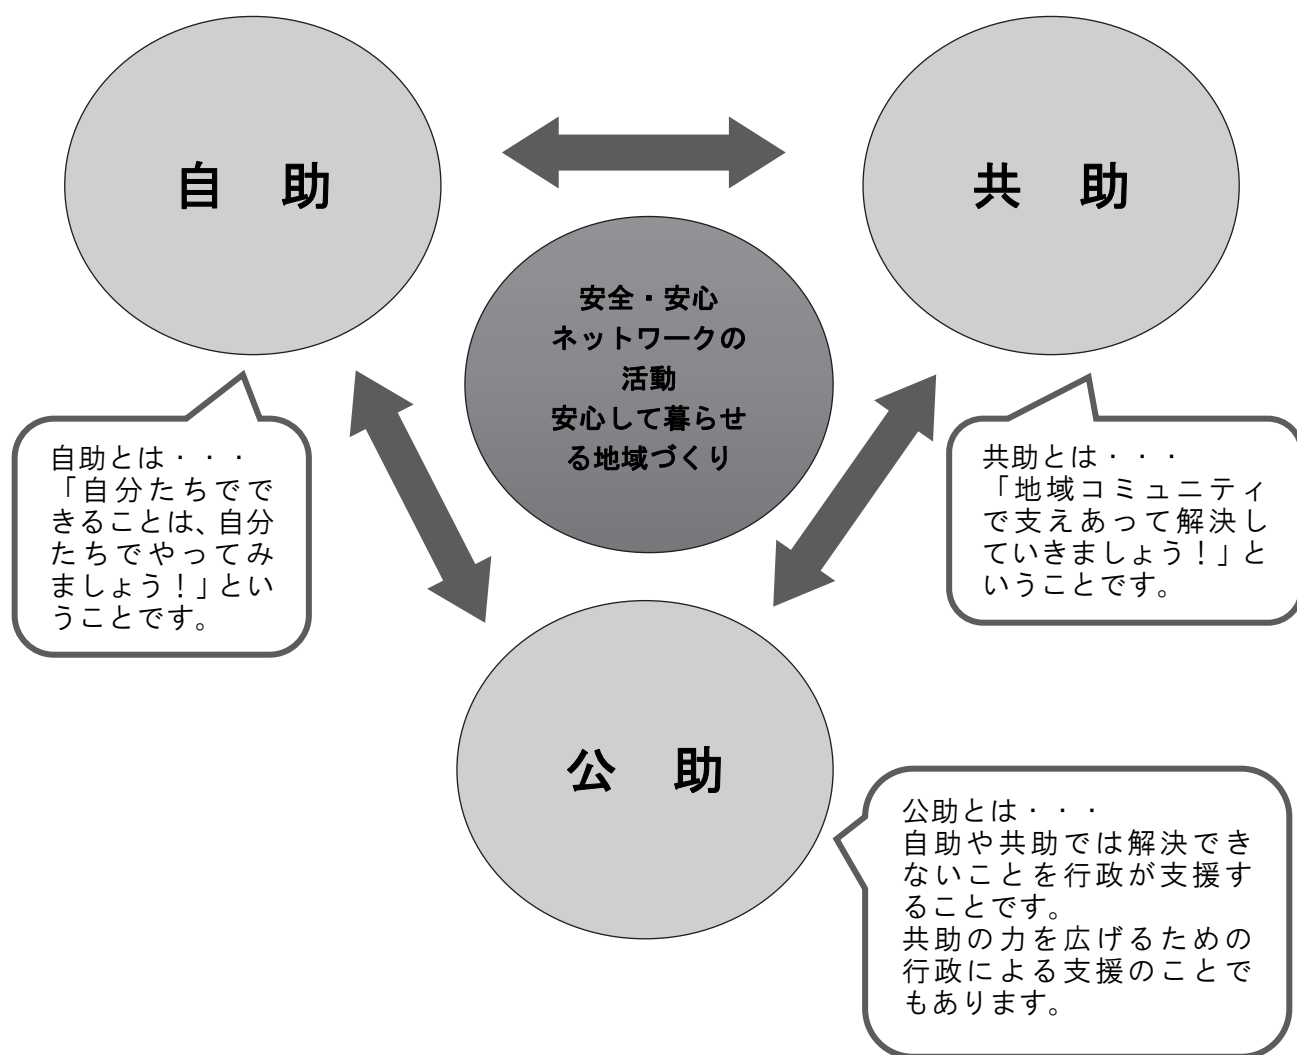 自　助
共　助
安全・安心
ネットワークの
活動
安心して暮らせ
る地域づくり
自助とは・・・
「自分たちでで
きることは、自分
たちでやってみ
ましょう！」とい
うことです。
共助とは・・・
「地域コミュニティ
で支えあって解決し
ていきましょう！」と
いうことです。
公　助
公助とは・・・
自助や共助では解決でき
ないことを行政が支援す
ることです。
共助の力を広げるための
行政による支援のことで
もあります。